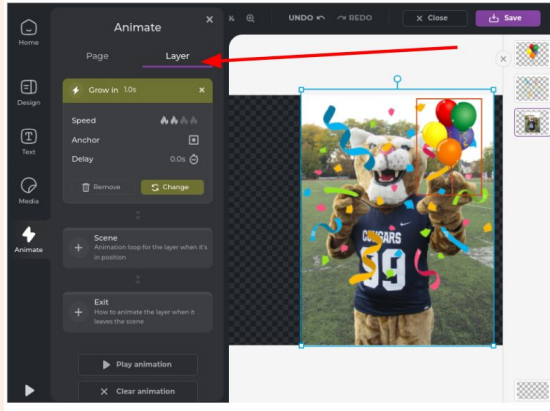 Animate
UNDO
REDO
Close
Save
Home
Page
Layer
Grow in 1.0s
Design
Speed
Anchor
Text
Delay
0.0s
Remove
Change
Media
Scene
Animation loop for the layer when it's
in position
Animate
Exit
How to animate the layer when it
leaves the scene
Play animation
Clear animation
COUGARS
99